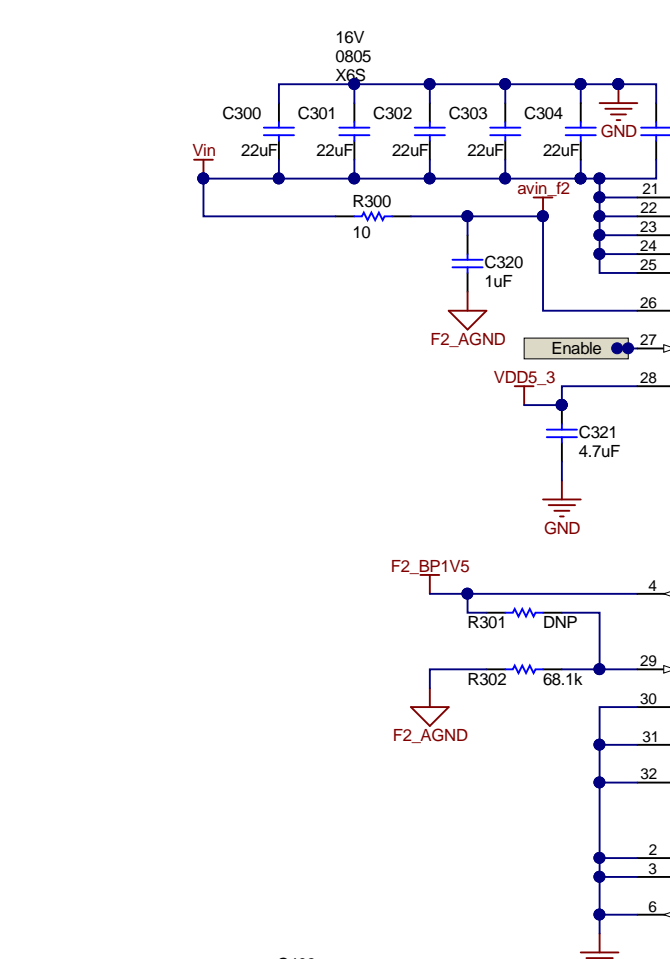 16V
0805
X6S
C300
C301
C302
C303
C304
GND
Vin
22uF
22uF
22uF
22uF
22uF
avin_f2
21
22
23
24
25
R300
10
C320
1uF
26
F2_AGND
Enable
27
VDD5_3
28
C321
4.7uF
GND
F2_BP1V5
4
R301
DNP
29
R302
68.1k
30
F2_AGND
31
32
2
3
6